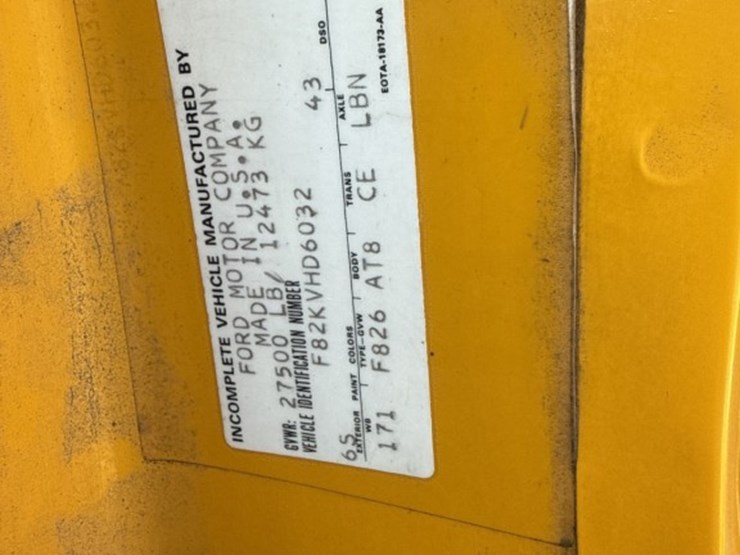 INCOMPLETE VEHICLE MANUFACTURED BY
FORD MOTOR COMPANY
MADE IN U.S.A.
GVWR: 27500 LB/ 12473 KG
VEHICLE IDENTIFICATION NUMBER
F82KVHD6032 43
65 DSO
EXTERIOR PAINT COLORS
WB TYPE-GVW BODY TRANS AXLE
171 F826 AT8 CE LBN
EOTA-18173-AA